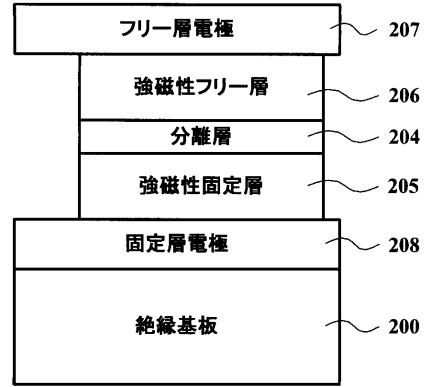 フリー層電極 207
強磁性フリー層 206
分離層 204
強磁性固定層 205
固定層電極 208
絶縁基板 200